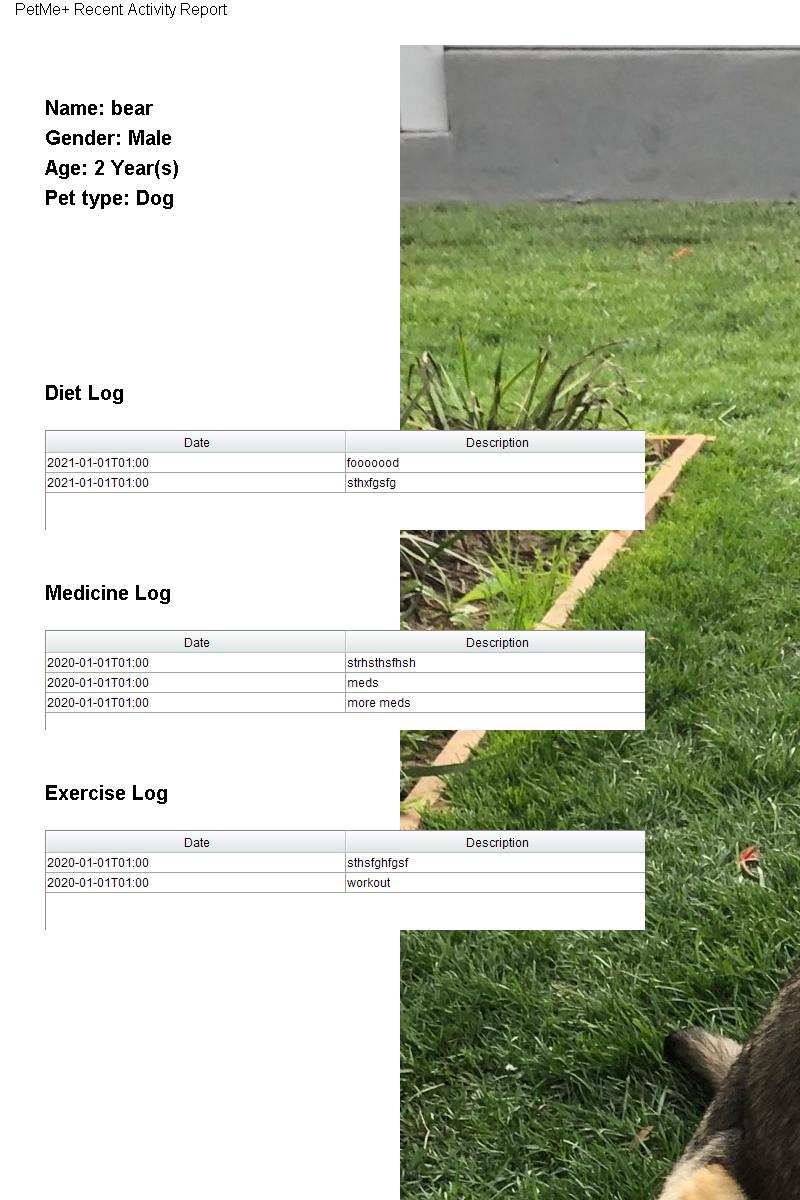 PetMe+ Recent Activity Report
Name: bear
Gender: Male
Age: 2 Year(s)
Pet type: Dog
Diet Log
Date Description
2021-01-01T01:00 fooooood
2021-01-01T01:00 sthxfgsfg
Medicine Log
Date Description
2020-01-01T01:00 strhsthsfhsh
2020-01-01T01:00 meds
2020-01-01T01:00 more meds
Exercise Log
Date Description
2020-01-01T01:00 sthsfghfgsf
2020-01-01T01:00 workout